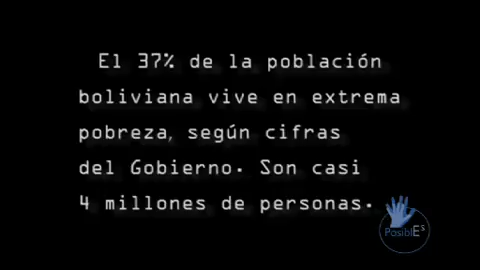 El 37% de la población
boliviana vive en extrema
pobreza, según cifras
del Gobierno. Son casi
4 millones de personas.
PosiblEs